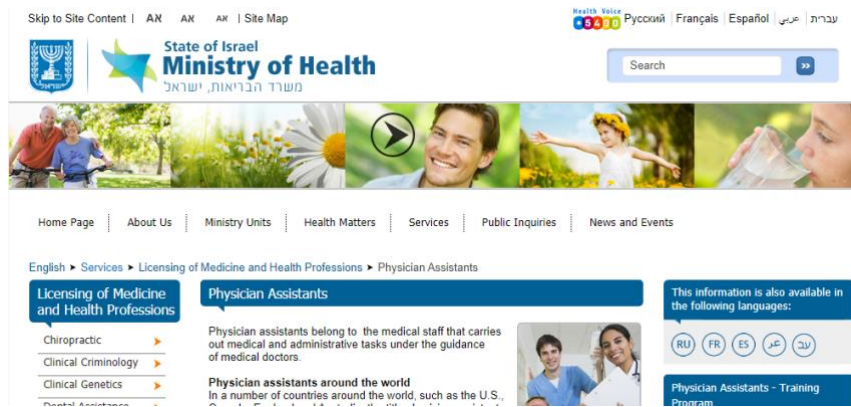 Skip to Site Content | אA אA אA | Site Map
Health Voice
*5400 Русский | Français | Español | عربي | עברית
State of Israel
Ministry of Health
משרד הבריאות, ישראל
Search
Home Page About Us Ministry Units Health Matters Services Public Inquiries News and Events
English ➤ Services ➤ Licensing of Medicine and Health Professions ➤ Physician Assistants
Licensing of Medicine
and Health Professions
Chiropractic
Clinical Criminology
Clinical Genetics
Dental Assistance
Physician Assistants
Physician assistants belong to the medical staff that carries
out medical and administrative tasks under the guidance
of medical doctors.
Physician assistants around the world
In a number of countries around the world, such as the U.S.,
This information is also available in
the following languages:
RU FR ES عر עב
Physician Assistants - Training
Program